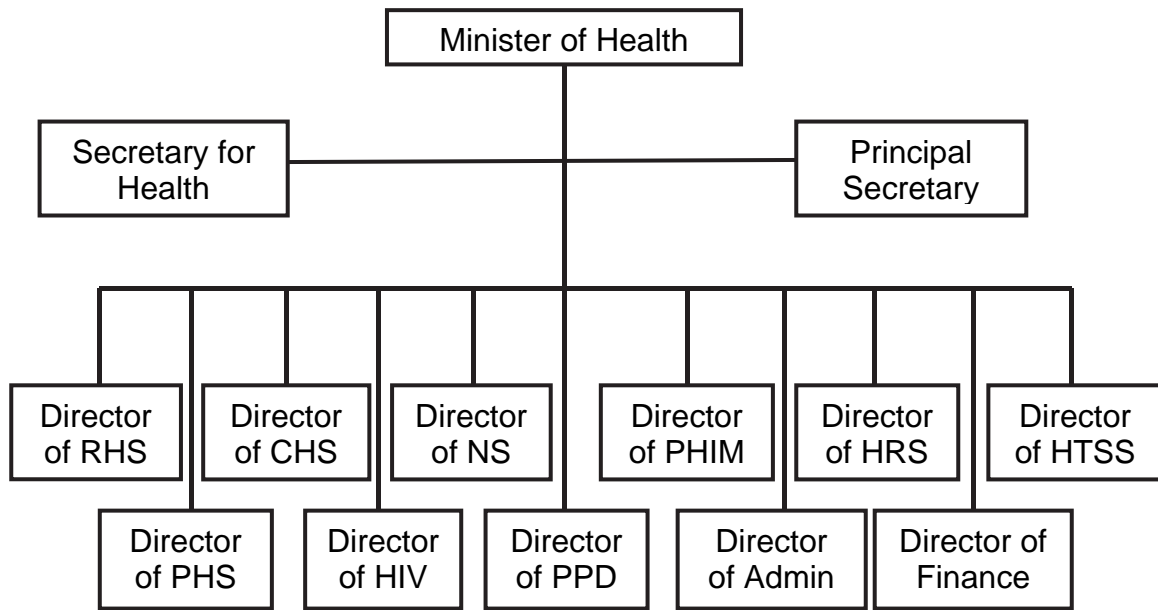 Minister of Health
Secretary for
Health
Principal
Secretary
Director
of RHS
Director
of CHS
Director
of NS
Director
of PHIM
Director
of HRS
Director
of HTSS
Director
of PHS
Director
of HIV
Director
of PPD
Director
of Admin
Director of
Finance